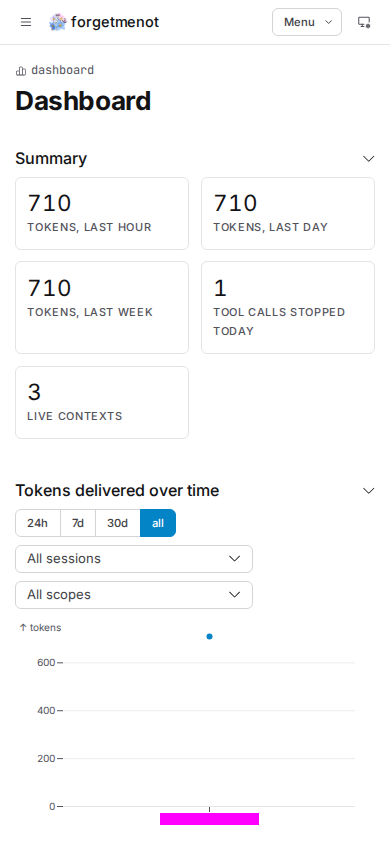 forgetmenot
Menu
dashboard
Dashboard
Summary
710
TOKENS, LAST HOUR
710
TOKENS, LAST DAY
710
TOKENS, LAST WEEK
1
TOOL CALLS STOPPED
TODAY
3
LIVE CONTEXTS
Tokens delivered over time
24h
7d
30d
all
All sessions
All scopes
↑ tokens
600
400
200
0